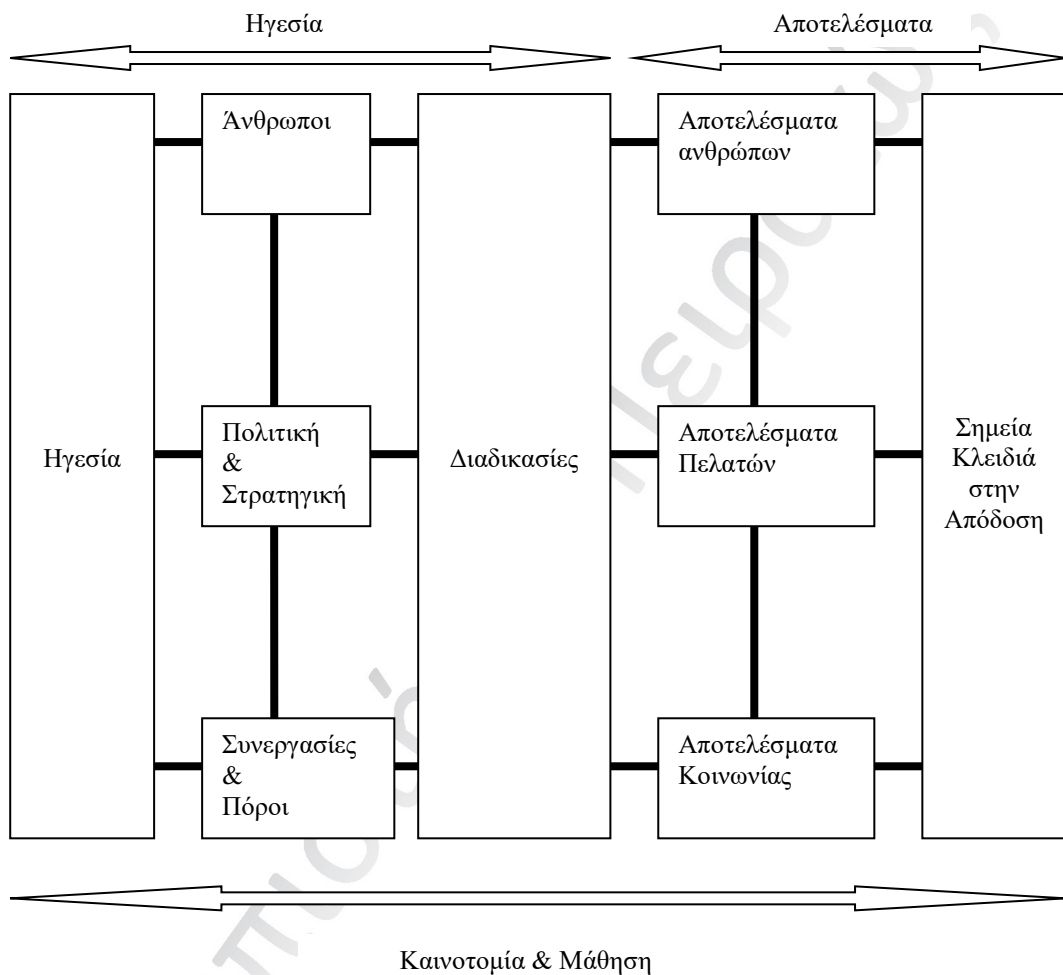 Ηγεσία
Αποτελέσματα
Άνθρωποι
Αποτελέσματα
ανθρώπων
Ηγεσία
Πολιτική
&
Στρατηγική
Διαδικασίες
Αποτελέσματα
Πελατών
Σημεία
Κλειδιά
στην
Απόδοση
Συνεργασίες
&
Πόροι
Αποτελέσματα
Κοινωνίας
Καινοτομία & Μάθηση